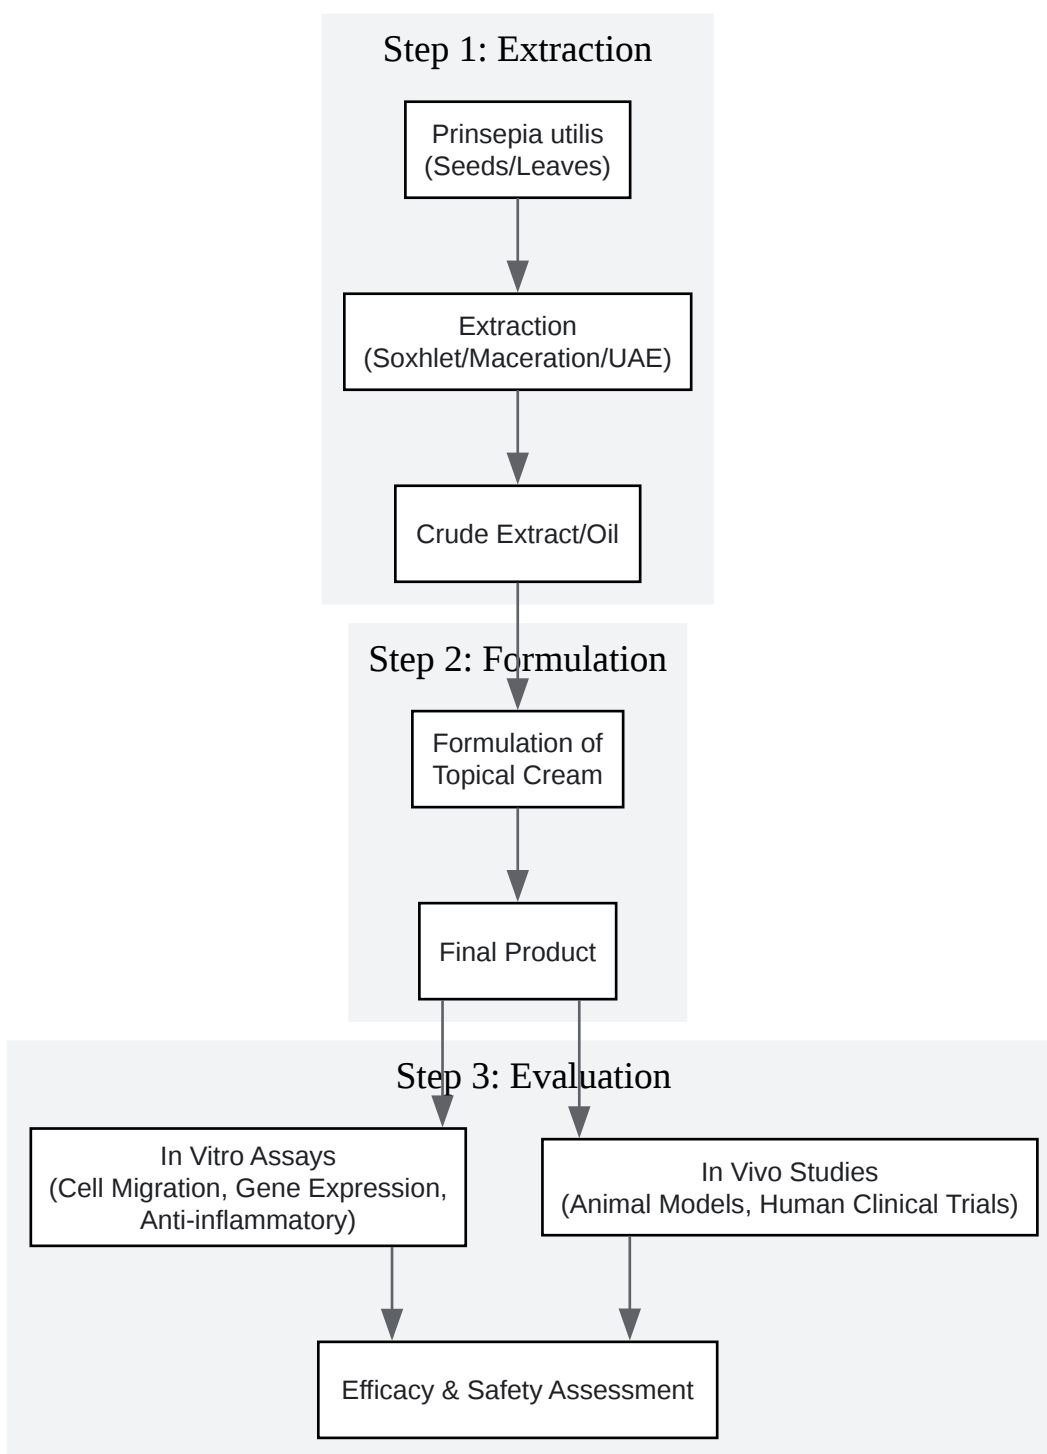 Step 1: Extraction
Prinsepia utilis
(Seeds/Leaves)
Extraction
(Soxhlet/Maceration/UAE)
Crude Extract/Oil
Step 2: Formulation
Formulation of
Topical Cream
Final Product
Step 3: Evaluation
In Vitro Assays
(Cell Migration, Gene Expression,
Anti-inflammatory)
In Vivo Studies
(Animal Models, Human Clinical Trials)
Efficacy & Safety Assessment